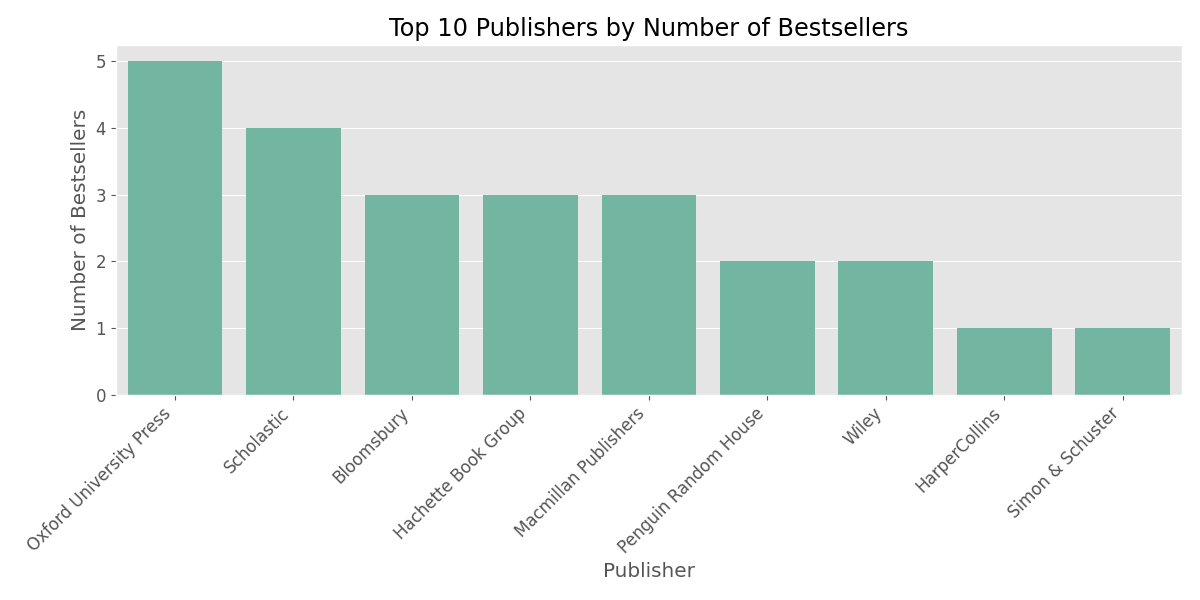 Top 10 Publishers by Number of Bestsellers
Number of Bestsellers
5
4
3
2
1
0
Oxford University Press
Scholastic
Bloomsbury
Hachette Book Group
Macmillan Publishers
Penguin Random House
Wiley
HarperCollins
Simon & Schuster
Publisher